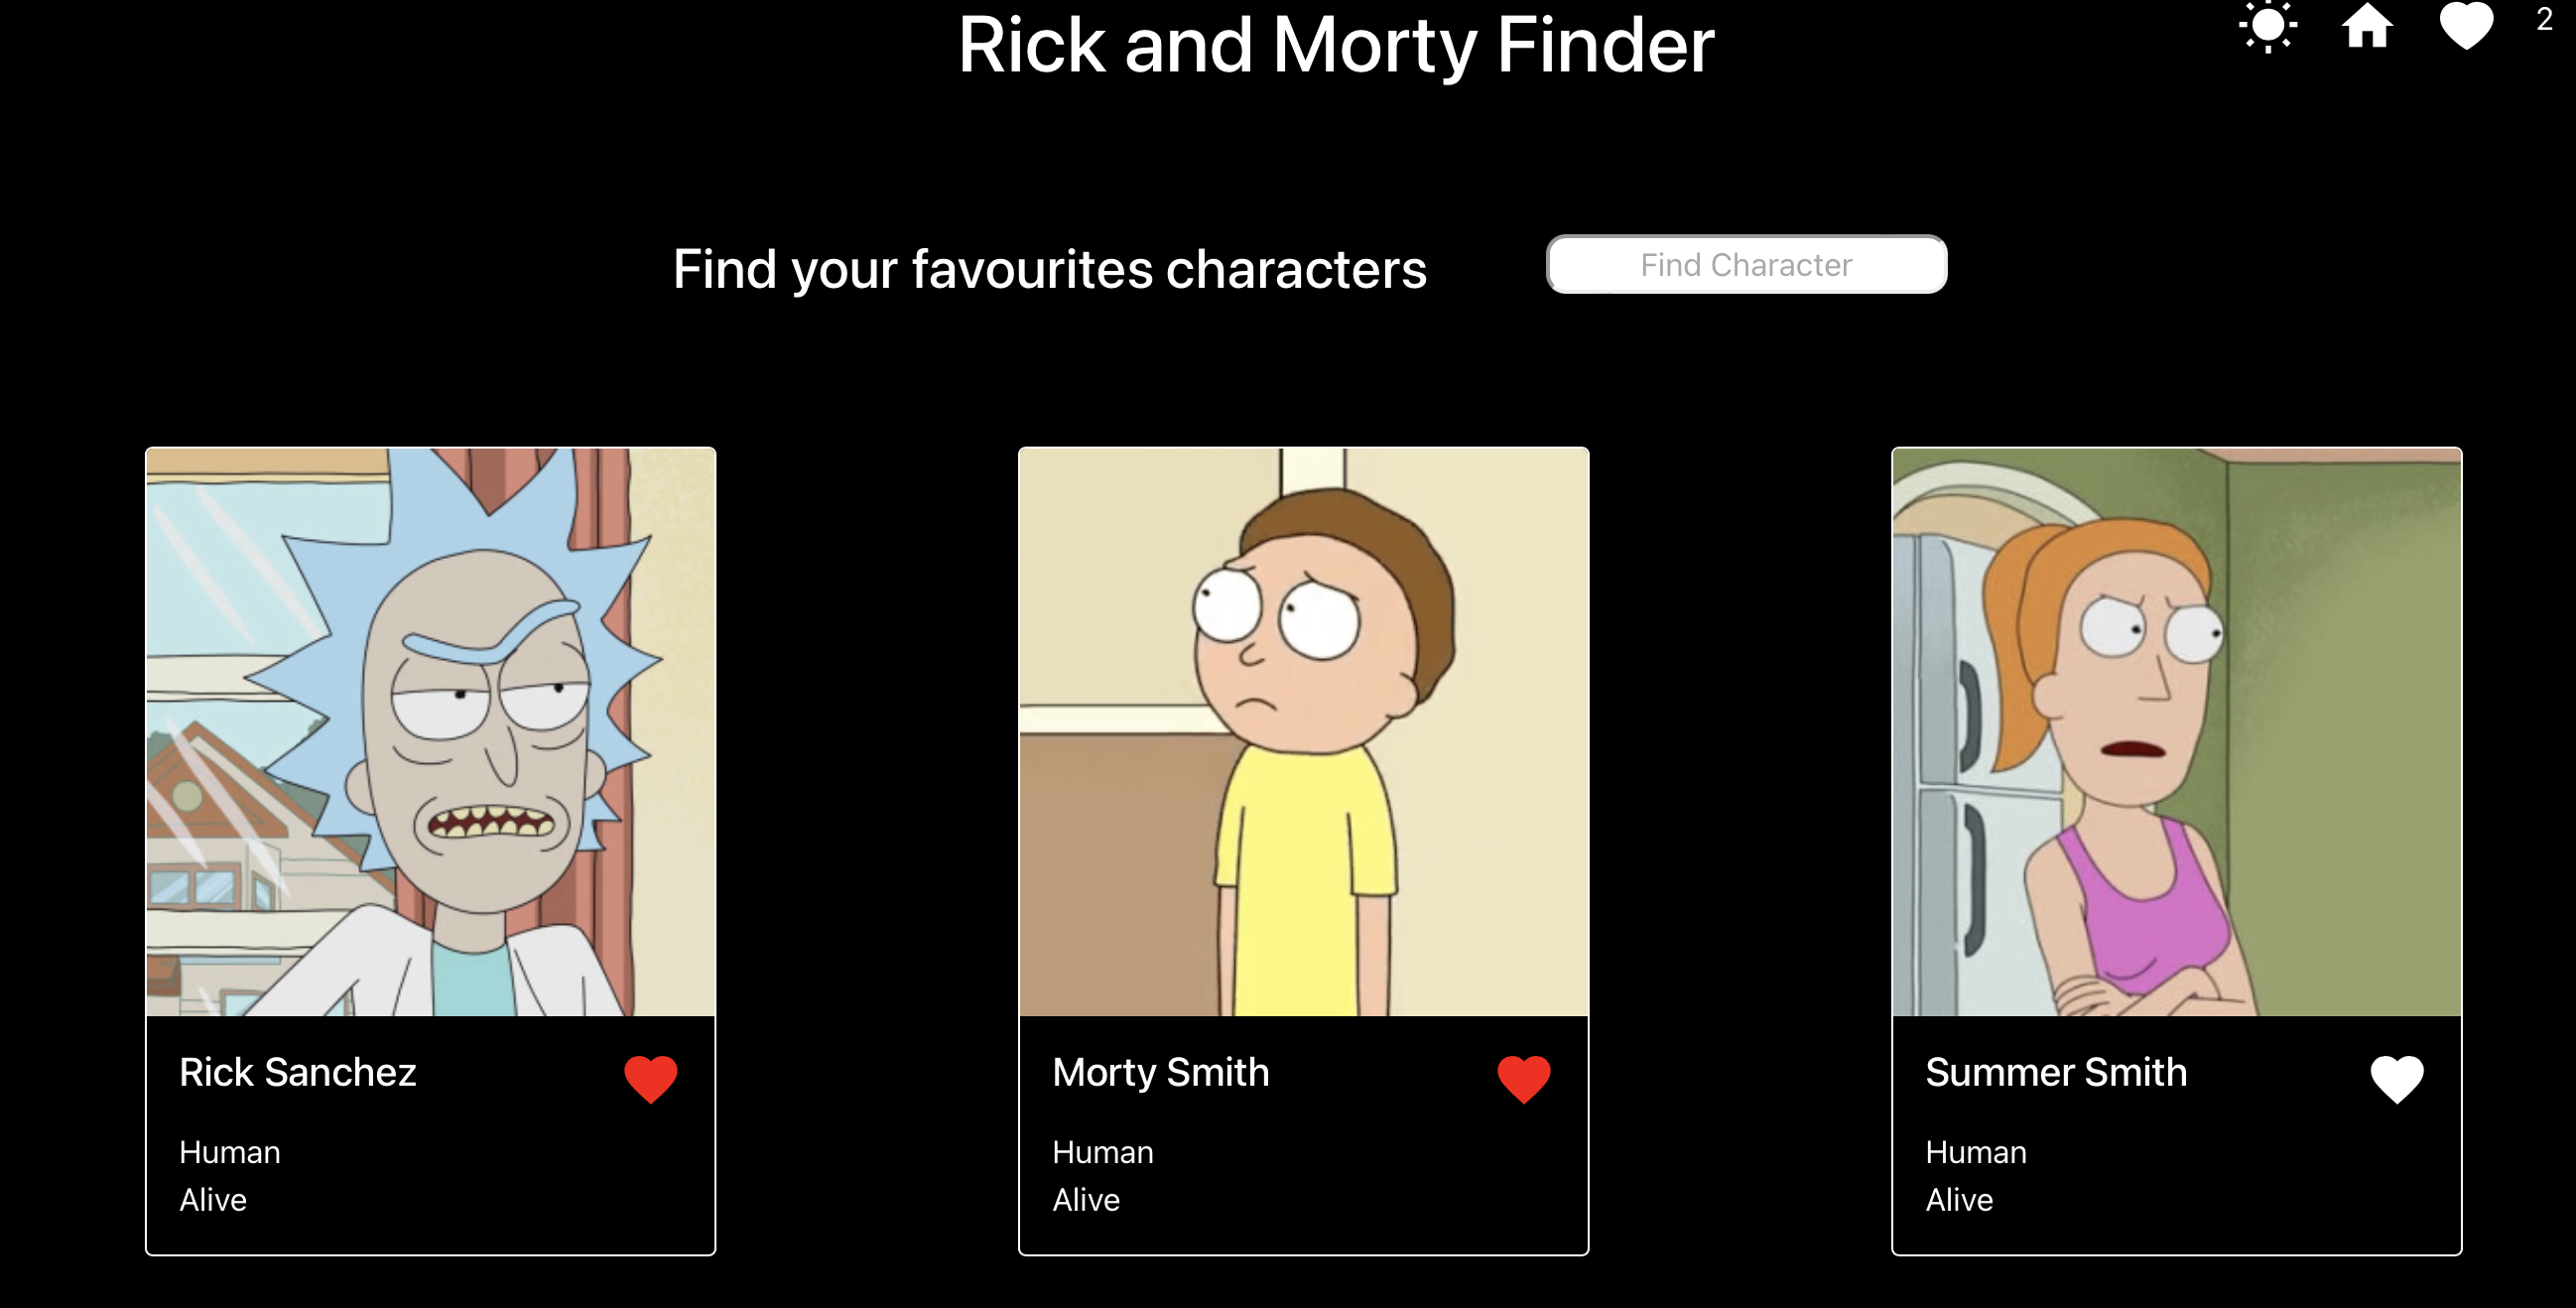 Rick and Morty Finder
2
Find your favourites characters
Find Character
Rick Sanchez
Human
Alive
Morty Smith
Human
Alive
Summer Smith
Human
Alive